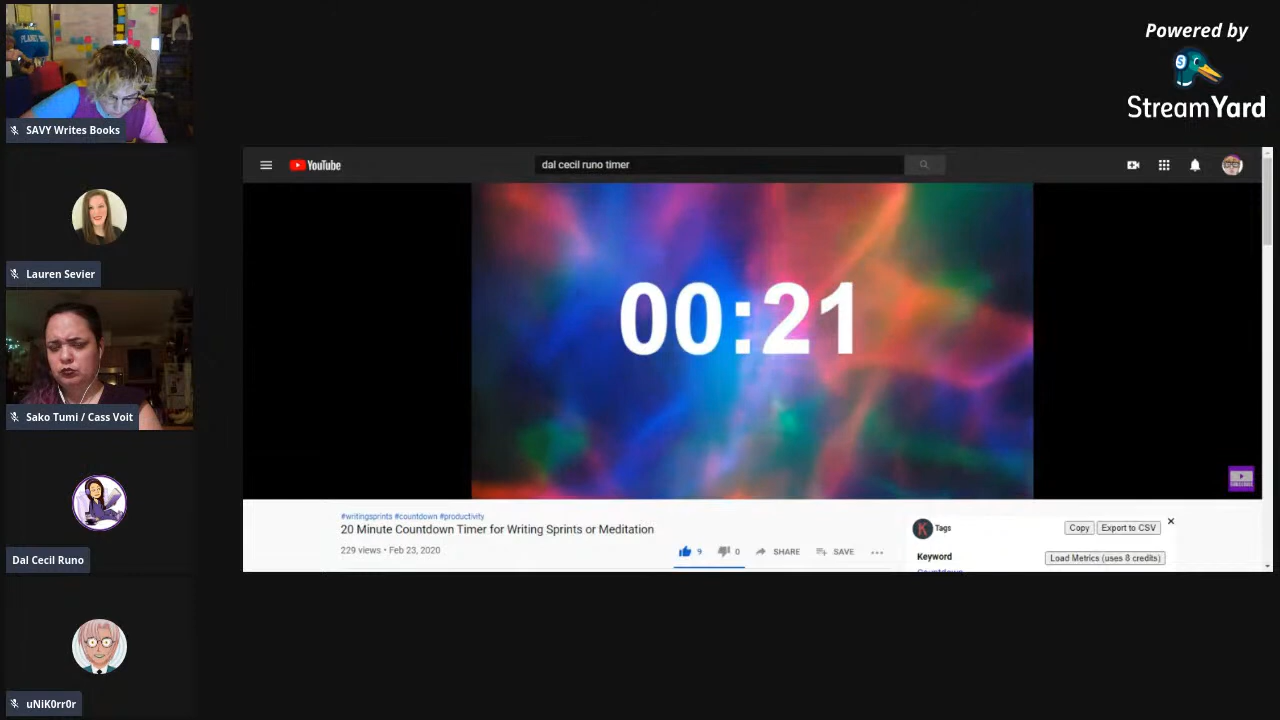 Powered by
StreamYard
SAVY Writes Books
Lauren Sevier
Sako Tumi / Cass Voit
Dal Cecil Runo
uNiK0rr0r
YouTube
dal cecil runo timer
00:21
SUBSCRIBE
#writingsprints #countdown #productivity
20 Minute Countdown Timer for Writing Sprints or Meditation
229 views • Feb 23, 2020
9
0
SHARE
SAVE
Tags
Copy
Export to CSV
Keyword
Load Metrics (uses 8 credits)
Countdown